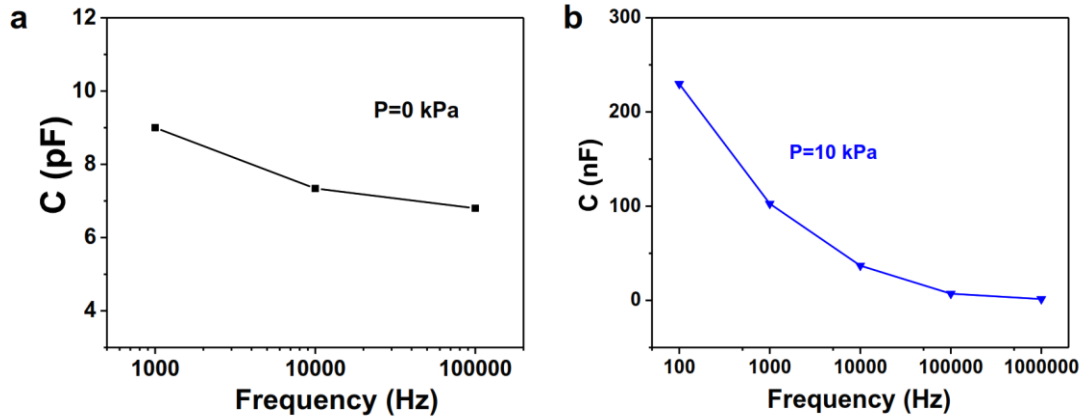 a
12
10
8
6
4
C (pF)
P=0 kPa
1000 10000 100000
Frequency (Hz)
b
300
200
100
0
C (nF)
P=10 kPa
100 1000 10000 100000 1000000
Frequency (Hz)